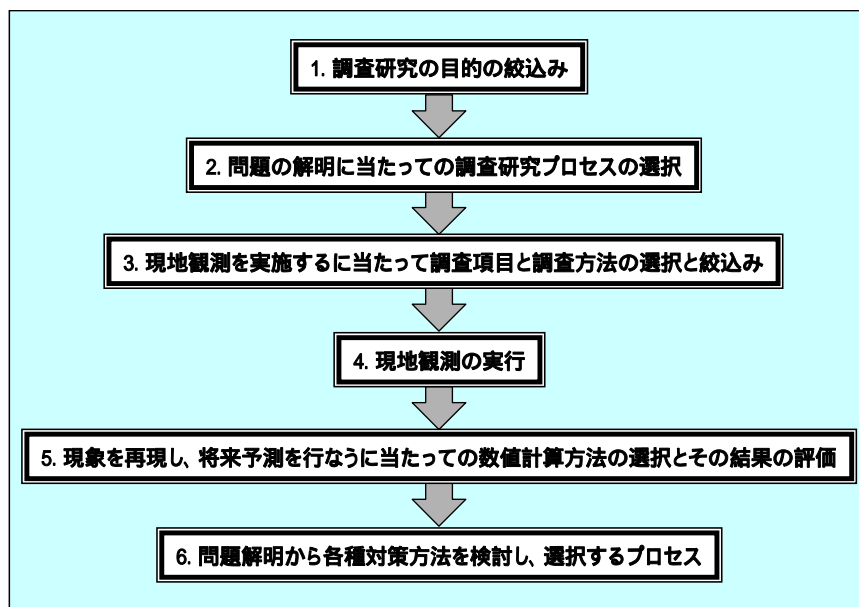 1. 調査研究の目的の絞込み
2. 問題の解明に当たっての調査研究プロセスの選択
3. 現地観測を実施するに当たって調査項目と調査方法の選択と絞込み
4. 現地観測の実行
5. 現象を再現し、将来予測を行なうに当たっての数値計算方法の選択とその結果の評価
6. 問題解明から各種対策方法を検討し、選択するプロセス